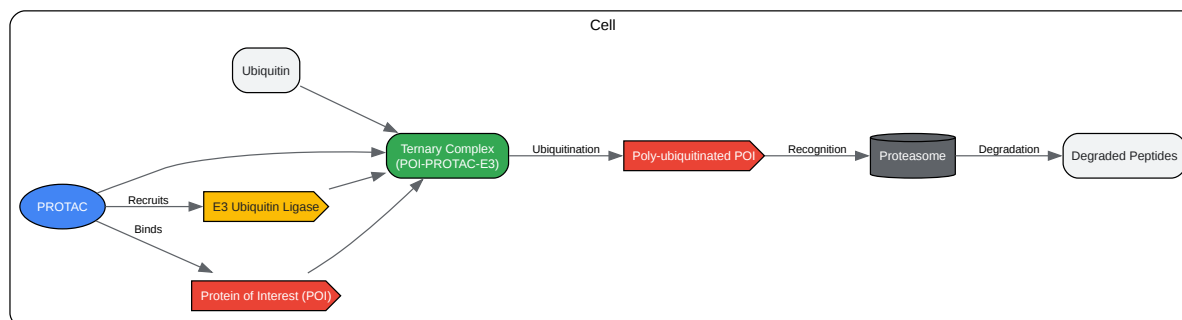 Cell
Ubiquitin
Ternary Complex
(POI-PROTAC-E3)
Ubiquitination
Poly-ubiquitinated POI
Recognition
Proteasome
Degradation
Degraded Peptides
PROTAC
Recruits
E3 Ubiquitin Ligase
Binds
Protein of Interest (POI)